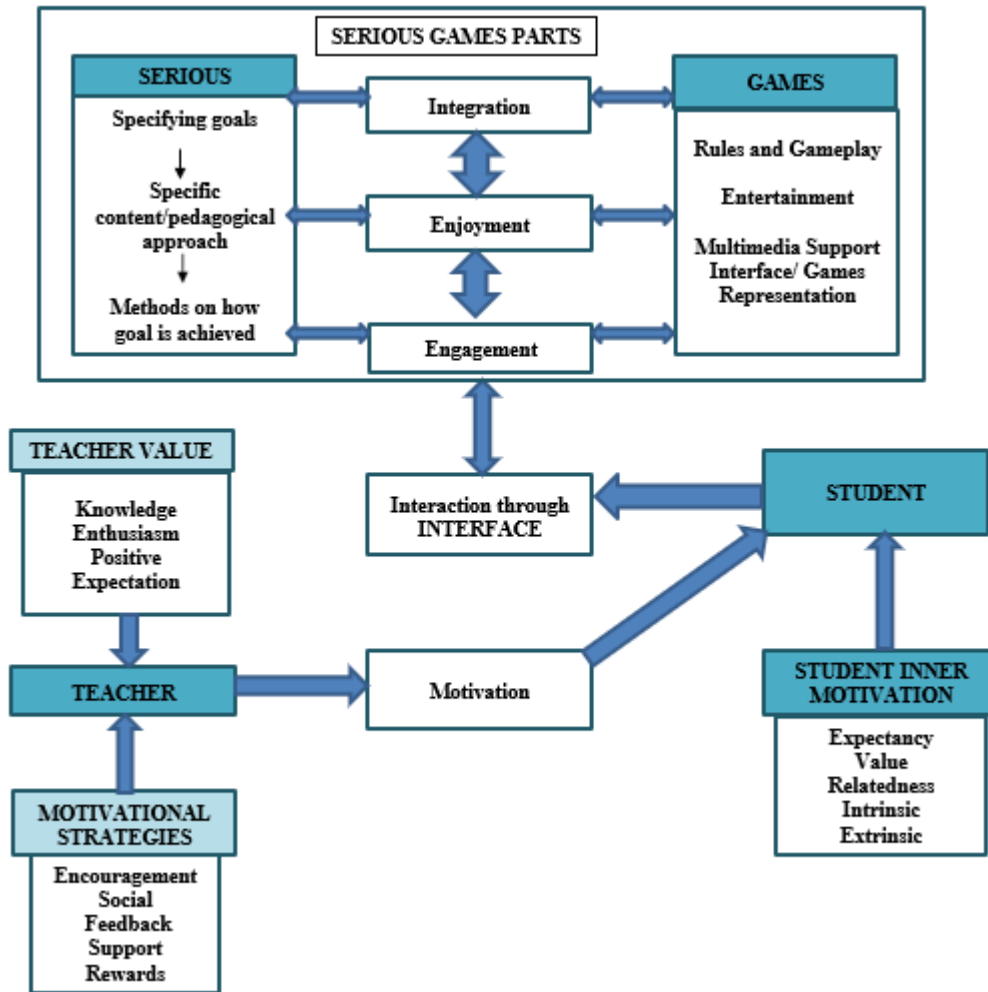 SERIOUS GAMES PARTS
SERIOUS
Specifying goals
Specific
content/pedagogical
approach
Methods on how
goal is achieved
Integration
Enjoyment
Engagement
GAMES
Rules and Gameplay
Entertainment
Multimedia Support
Interface/ Games
Representation
TEACHER VALUE
Knowledge
Enthusiasm
Positive
Expectation
Interaction through
INTERFACE
STUDENT
TEACHER
Motivation
STUDENT INNER
MOTIVATION
Expectancy
Value
Relatedness
Intrinsic
Extrinsic
MOTIVATIONAL
STRATEGIES
Encouragement
Social
Feedback
Support
Rewards